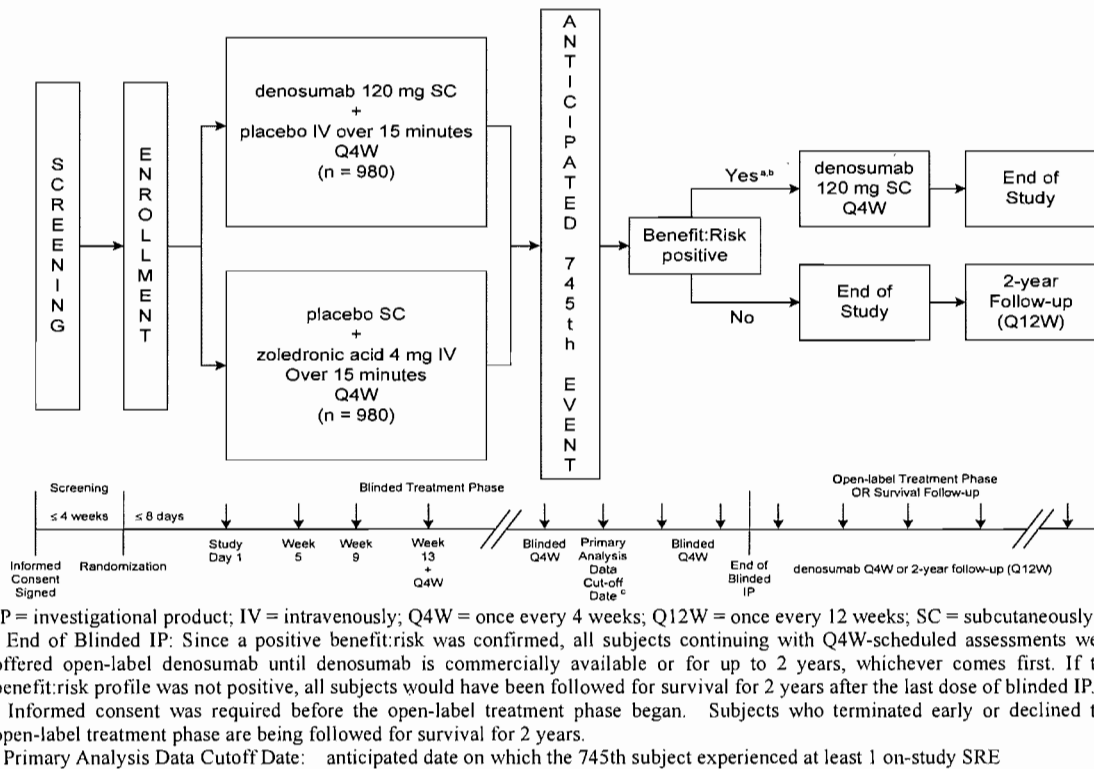 SCREENING
ENROLLMENT
denosumab 120 mg SC
+
placebo IV over 15 minutes
Q4W
(n = 980)
placebo SC
+
zoledronic acid 4 mg IV
Over 15 minutes
Q4W
(n = 980)
ANTICIPATED 745th EVENT
Benefit:Risk
positive
Yes a,b
No
denosumab
120 mg SC
Q4W
End of
Study
End of
Study
2-year
Follow-up
(Q12W)
Screening
≤ 4 weeks
≤ 8 days
Blinded Treatment Phase
Open-label Treatment Phase
OR Survival Follow-up
Informed
Consent
Signed
Randomization
Study
Day 1
Week
5
Week
9
Week
13
+
Q4W
Blinded
Q4W
Primary
Analysis
Data
Cut-off
Date c
Blinded
Q4W
End of
Blinded
IP
denosumab Q4W or 2-year follow-up (Q12W)
P = investigational product; IV = intravenously; Q4W = once every 4 weeks; Q12W = once every 12 weeks; SC = subcutaneously
End of Blinded IP: Since a positive benefit:risk was confirmed, all subjects continuing with Q4W-scheduled assessments we
offered open-label denosumab until denosumab is commercially available or for up to 2 years, whichever comes first. If t
benefit:risk profile was not positive, all subjects would have been followed for survival for 2 years after the last dose of blinded IP.
Informed consent was required before the open-label treatment phase began. Subjects who terminated early or declined t
open-label treatment phase are being followed for survival for 2 years.
Primary Analysis Data Cutoff Date: anticipated date on which the 745th subject experienced at least 1 on-study SRE